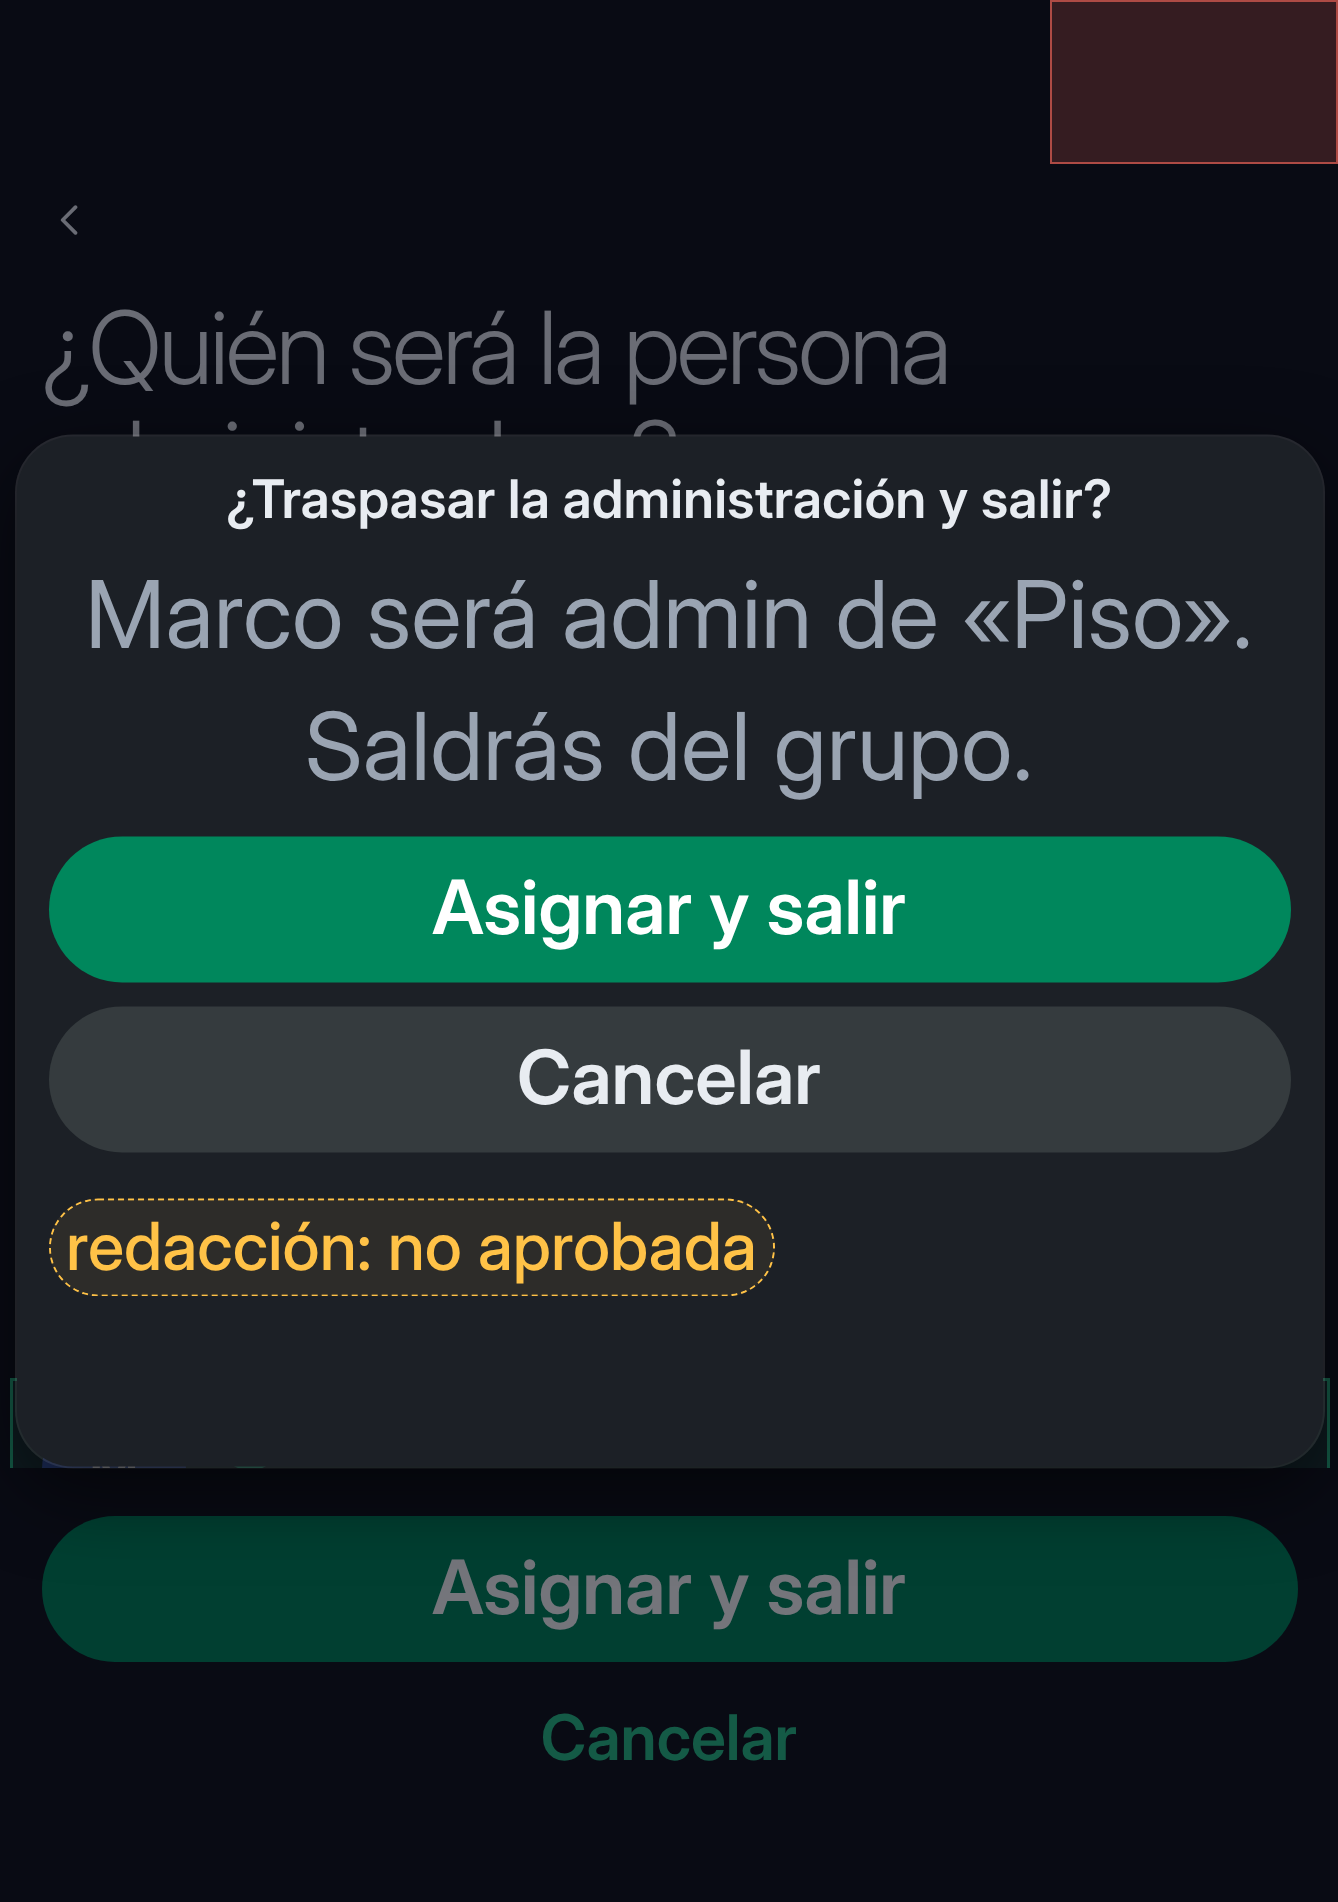 ¿Quién será la persona
¿Traspasar la administración y salir?
Marco será admin de «Piso».
Saldrás del grupo.
Asignar y salir
Cancelar
redacción: no aprobada
Asignar y salir
Cancelar